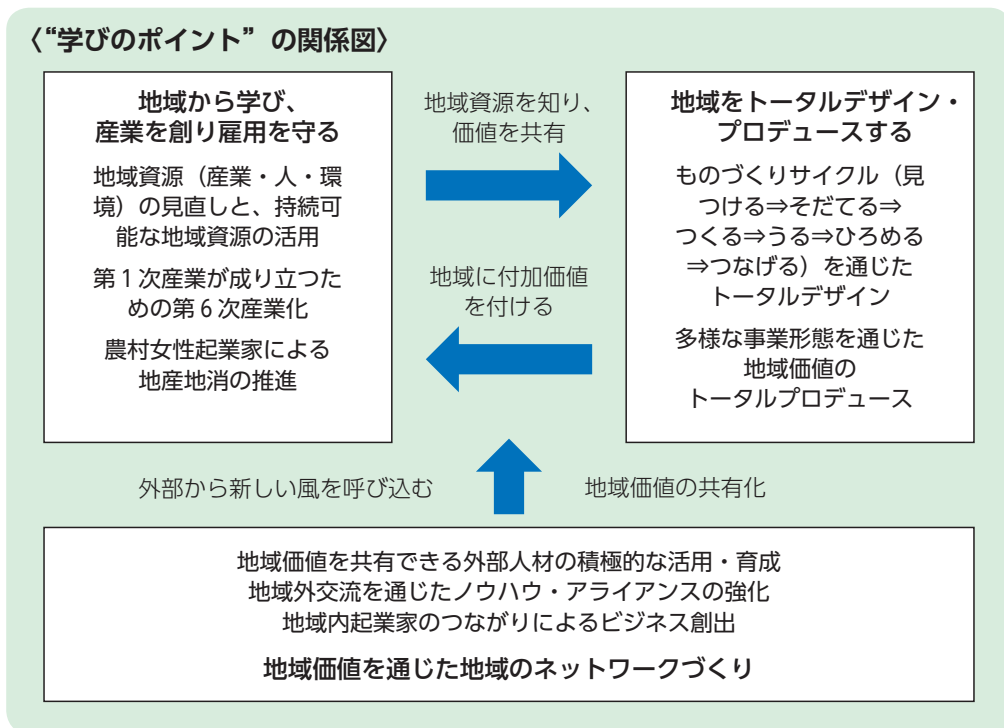 〈“学びのポイント”の関係図〉
地域から学び、
産業を創り雇用を守る
地域資源（産業・人・環
境）の見直しと、持続可
能な地域資源の活用
第１次産業が成り立つた
めの第６次産業化
農村女性起業家による
地産地消の推進
地域資源を知り、
価値を共有
地域に付加価値
を付ける
地域をトータルデザイン・
プロデュースする
ものづくりサイクル（見
つける⇒そだてる⇒
つくる⇒うる⇒ひろめる
⇒つなげる）を通じた
トータルデザイン
多様な事業形態を通じた
地域価値の
トータルプロデュース
外部から新しい風を呼び込む
地域価値の共有化
地域価値を共有できる外部人材の積極的な活用・育成
地域外交流を通じたノウハウ・アライアンスの強化
地域内起業家のつながりによるビジネス創出
地域価値を通じた地域のネットワークづくり